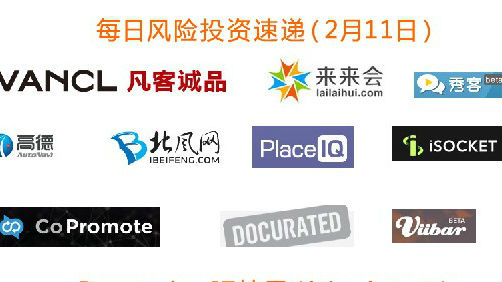 每日风险投资速递(2月11日)
VANCL 凡客诚品
来来会
lailaihui.com
秀客 beta
高德
AutoNavi
北风网
IBEIFENG.COM
PlaceIQ
iSOCKET
CoPromote
DOCURATED
BETA
Viibar